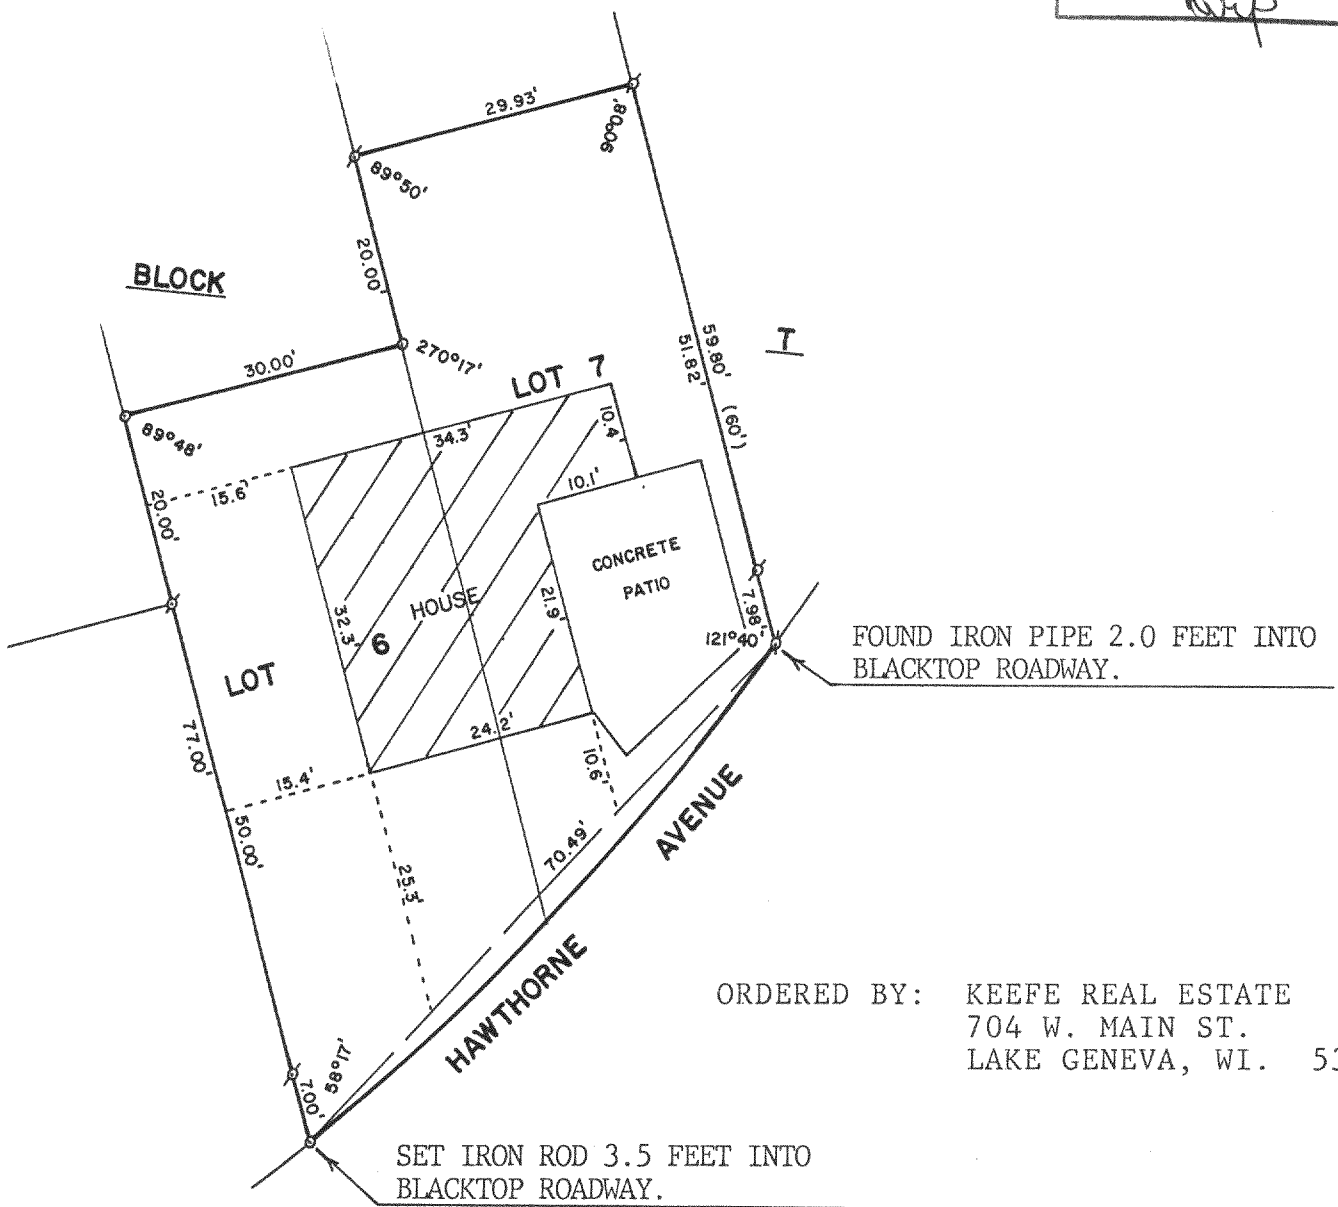 29.93'
90°08'
89°50'
20.00'
BLOCK
30.00'
270°17'
LOT 7
59.80' (60')
51.82'
T
89°48'
34.3'
10.4'
15.6'
10.1'
20.00'
CONCRETE
PATIO
HOUSE
32.3'
6
21.9'
7.98'
121°40'
FOUND IRON PIPE 2.0 FEET INTO
BLACKTOP ROADWAY.
LOT
77.00'
24.2'
10.6'
15.4'
50.00'
70.49'
25.3'
HAWTHORNE AVENUE
ORDERED BY: KEEFE REAL ESTATE
704 W. MAIN ST.
LAKE GENEVA, WI. 53
58°17'
7.00'
SET IRON ROD 3.5 FEET INTO
BLACKTOP ROADWAY.